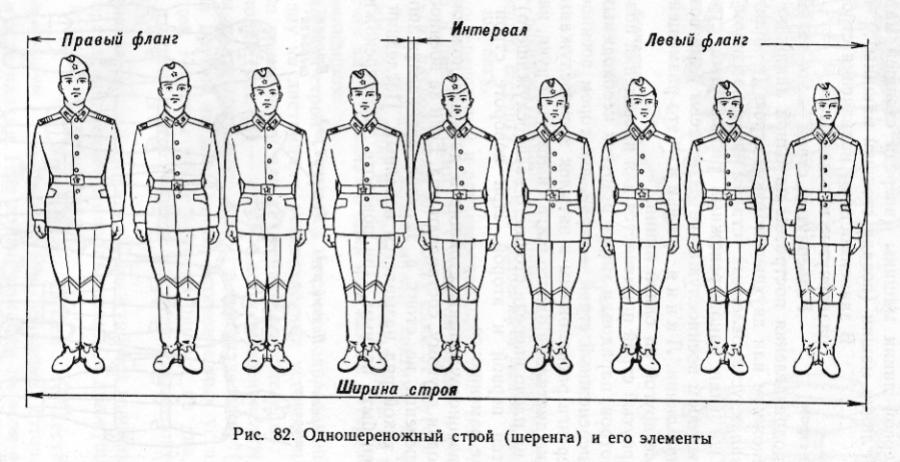 Правый фланг
Интервал
Левый фланг
Ширина строя
Рис. 82. Одношереножный строй (шеренга) и его элементы